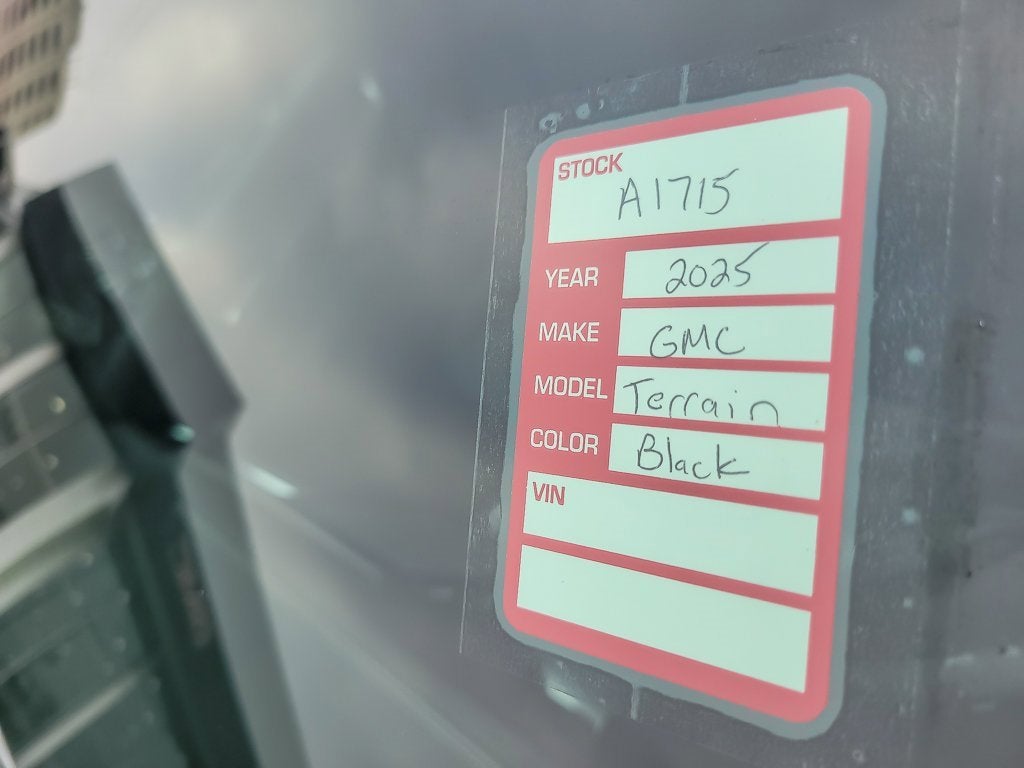 STOCK A1715
YEAR 2025
MAKE GMC
MODEL Terrain
COLOR Black
VIN